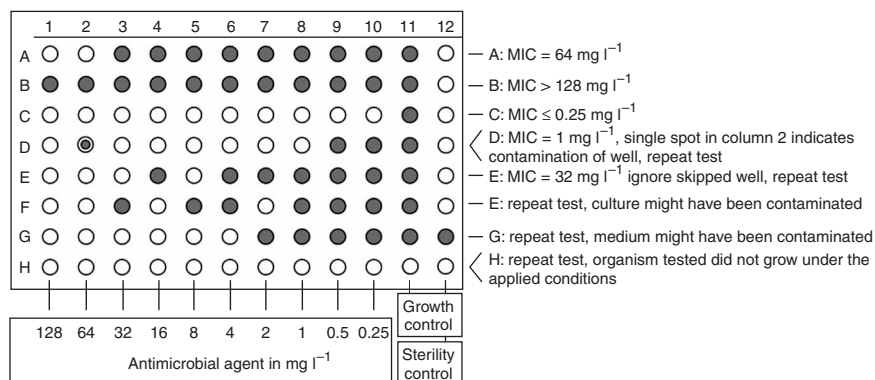 1 2 3 4 5 6 7 8 9 10 11 12
A
B
C
D
E
F
G
H
A: MIC = 64 mg l⁻¹
B: MIC > 128 mg l⁻¹
C: MIC ≤ 0.25 mg l⁻¹
D: MIC = 1 mg l⁻¹, single spot in column 2 indicates
contamination of well, repeat test
E: MIC = 32 mg l⁻¹ ignore skipped well, repeat test
E: repeat test, culture might have been contaminated
G: repeat test, medium might have been contaminated
H: repeat test, organism tested did not grow under the
applied conditions
128 64 32 16 8 4 2 1 0.5 0.25
Antimicrobial agent in mg l⁻¹
Growth
control
Sterility
control